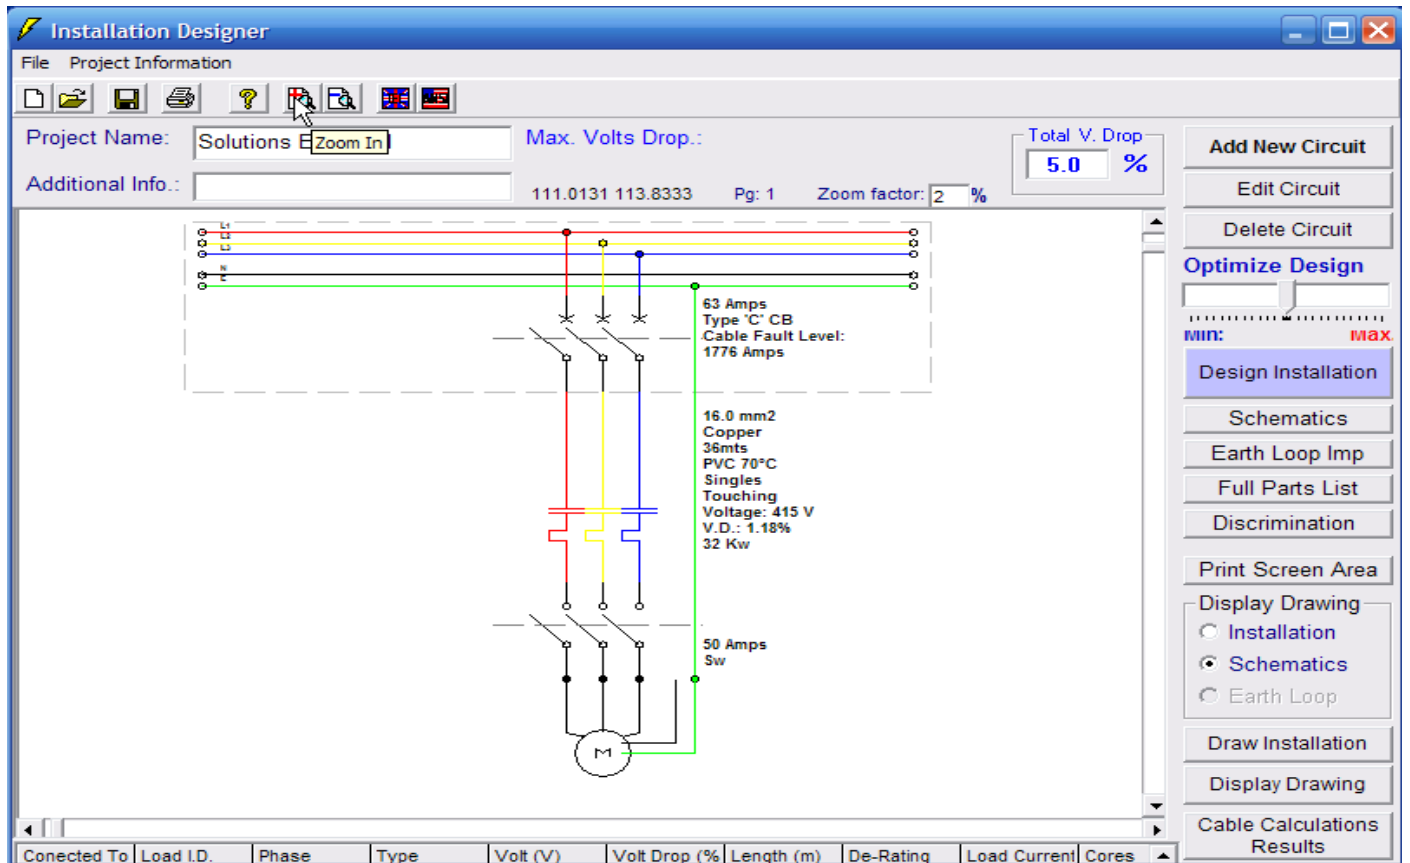 Installation Designer
File Project Information
Zoom In
Project Name: Solutions E
Additional Info.:
Max. Volts Drop.:
111.0131 113.8333 Pg: 1 Zoom factor: 2 %
Total V. Drop
5.0 %
Add New Circuit
Edit Circuit
Delete Circuit
Optimize Design
Min: Max.
Design Installation
Schematics
Earth Loop Imp
Full Parts List
Discrimination
Print Screen Area
Display Drawing
Installation
Schematics
Earth Loop
Draw Installation
Display Drawing
Cable Calculations
Results
L1
L2
L3
N
E
63 Amps
Type 'C' CB
Cable Fault Level:
1776 Amps
16.0 mm2
Copper
36mts
PVC 70°C
Singles
Touching
Voltage: 415 V
V.D.: 1.18%
32 Kw
50 Amps
Sw
M
Conected To Load I.D. Phase Type Volt (V) Volt Drop (% Length (m) De-Rating Load Current Cores